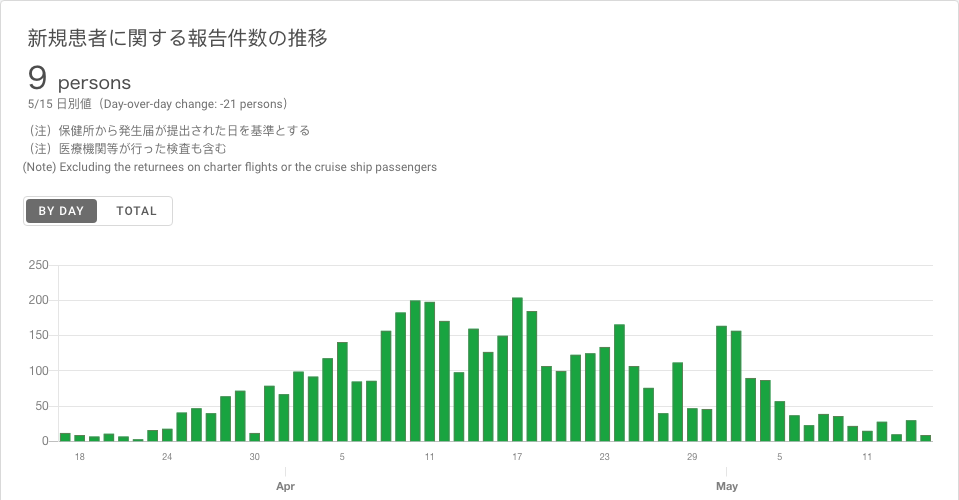 新規患者に関する報告件数の推移
9 persons
5/15 日別値（Day-over-day change: -21 persons）
（注）保健所から発生届が提出された日を基準とする
（注）医療機関等が行った検査も含む
(Note) Excluding the returnees on charter flights or the cruise ship passengers
BY DAY TOTAL
250
200
150
100
50
0
18 24 30 5 11 17 23 29 5 11
Apr May